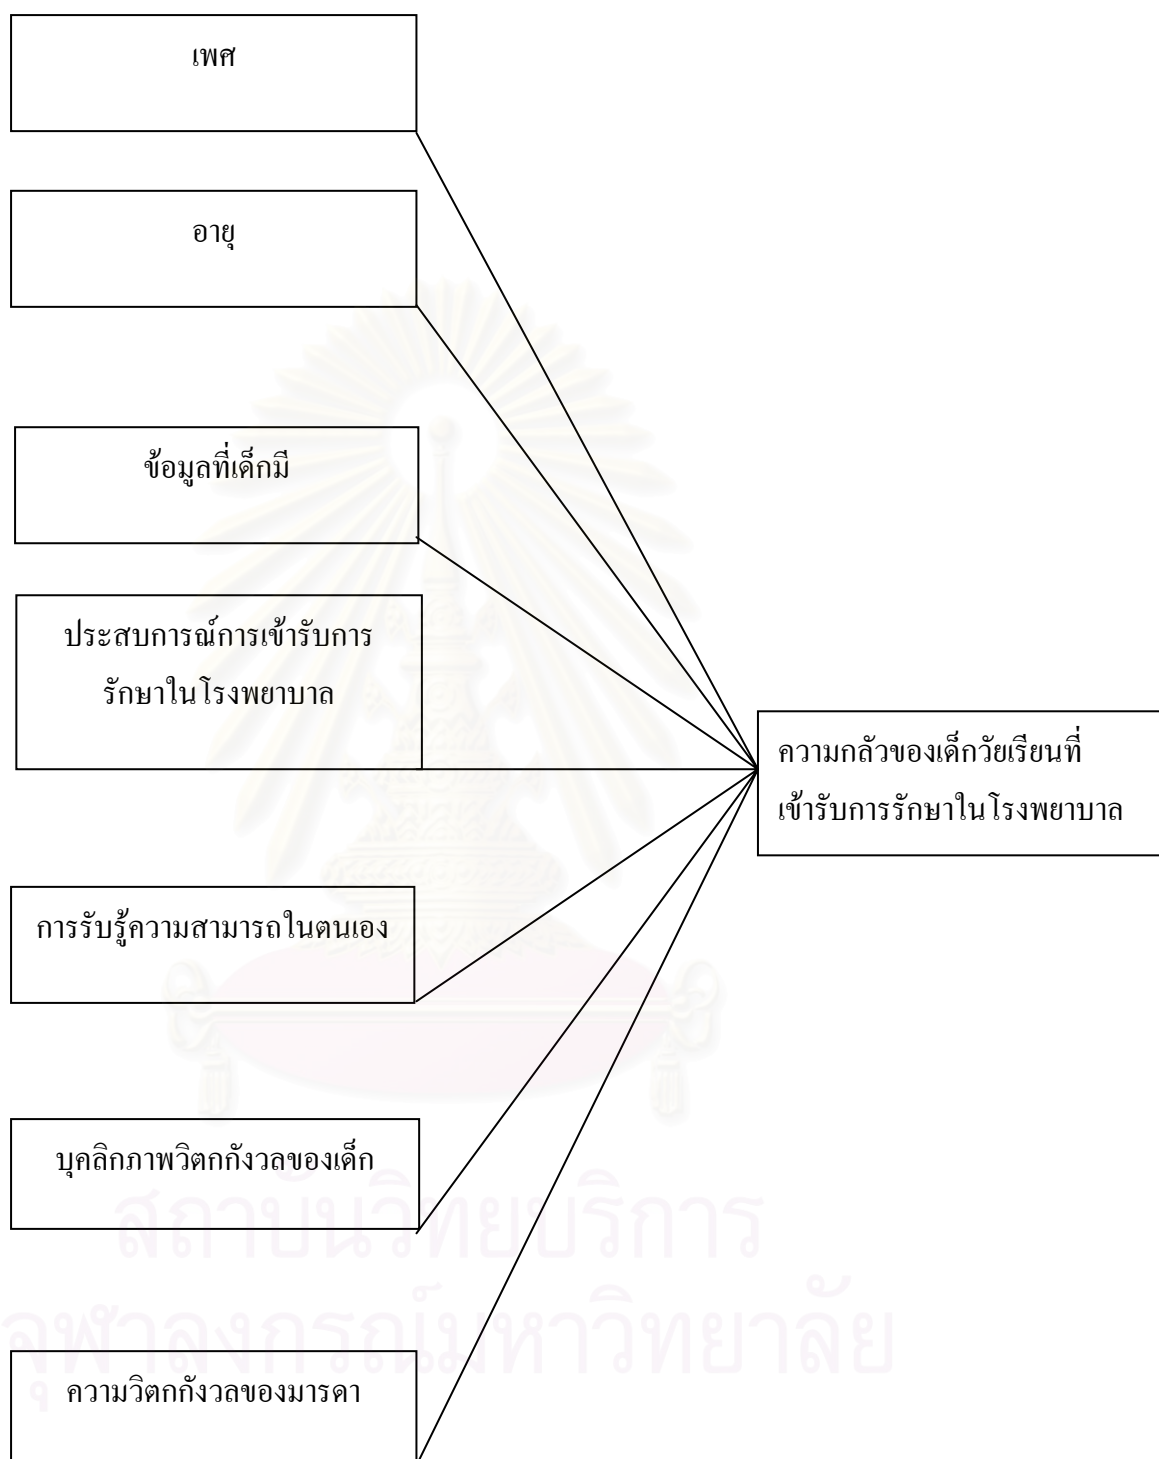 เพศ
อายุ
ข้อมูลที่เด็กมี
ประสบการณ์การเข้ารับการ
รักษาในโรงพยาบาล
ความกลัวของเด็กวัยเรียนที่
เข้ารับการรักษาในโรงพยาบาล
การรับรู้ความสามารถในตนเอง
บุคลิกภาพวิตกกังวลของเด็ก
สถาบันวิทยบริการ
จุฬาลงกรณ์มหาวิทยาลัย
ความวิตกกังวลของมารดา